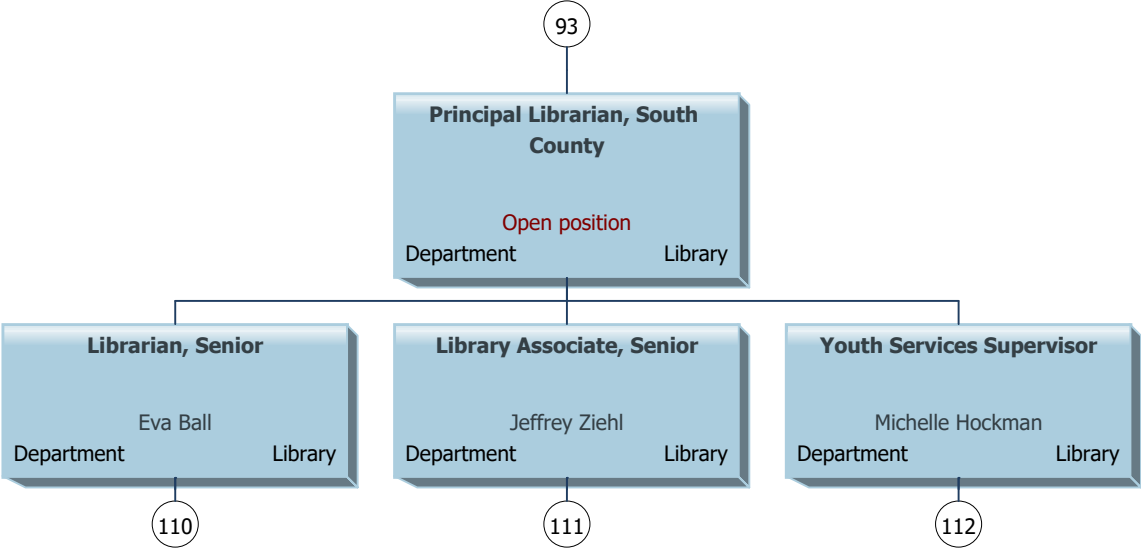 93
Principal Librarian, South
County
Open position
Department Library
Librarian, Senior
Eva Ball
Department Library
110
Library Associate, Senior
Jeffrey Ziehl
Department Library
111
Youth Services Supervisor
Michelle Hockman
Department Library
112